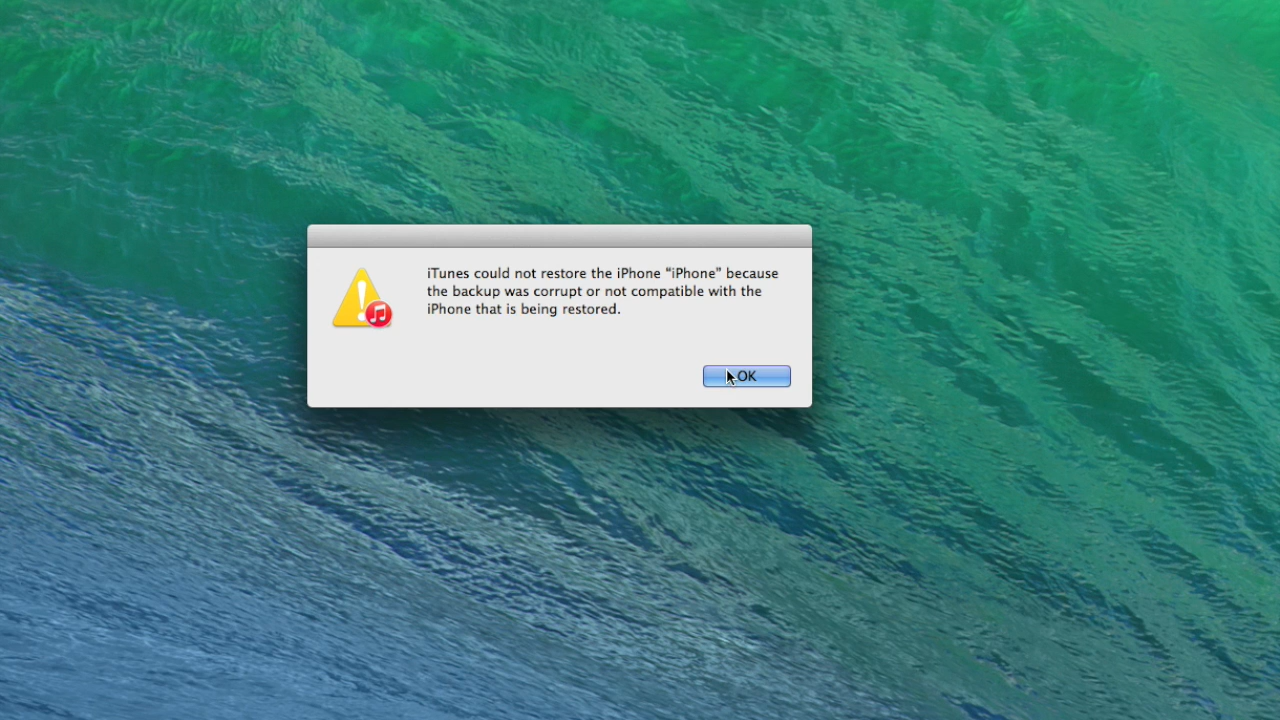 iTunes could not restore the iPhone “iPhone” because
the backup was corrupt or not compatible with the
iPhone that is being restored.
OK